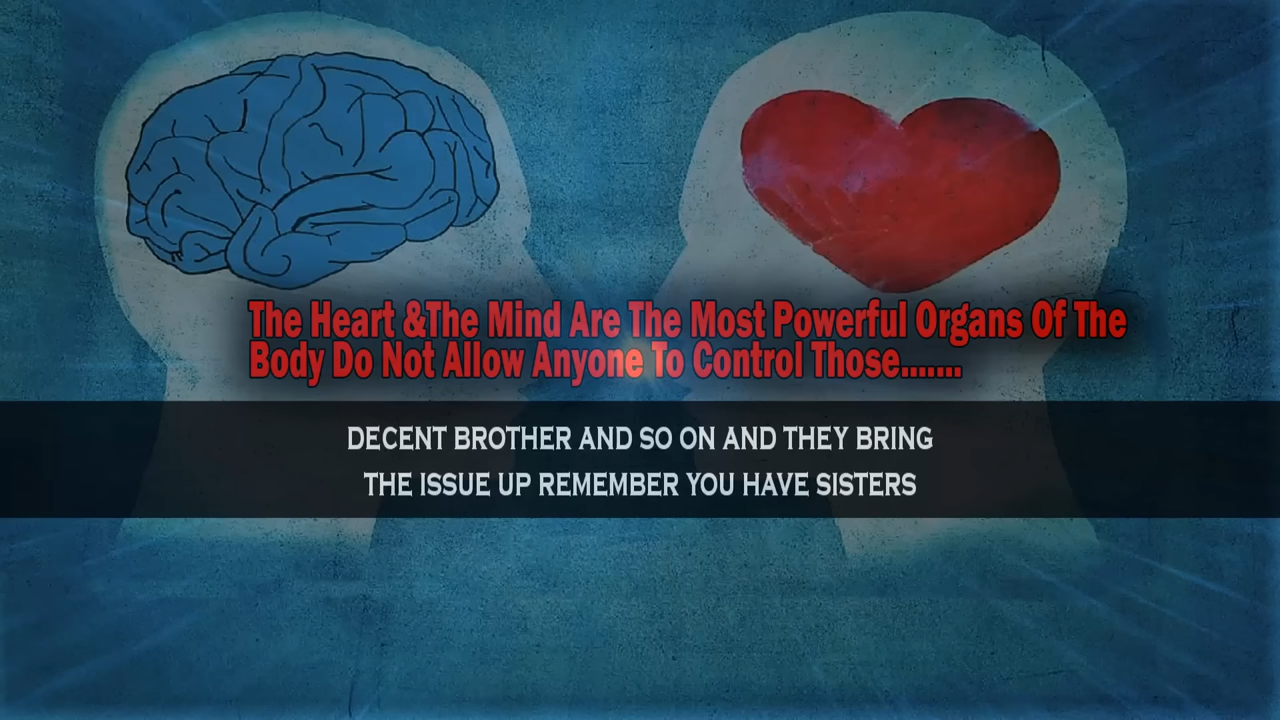 The Heart &The Mind Are The Most Powerful Organs Of The
Body Do Not Allow Anyone To Control Those.......
DECENT BROTHER AND SO ON AND THEY BRING
THE ISSUE UP REMEMBER YOU HAVE SISTERS